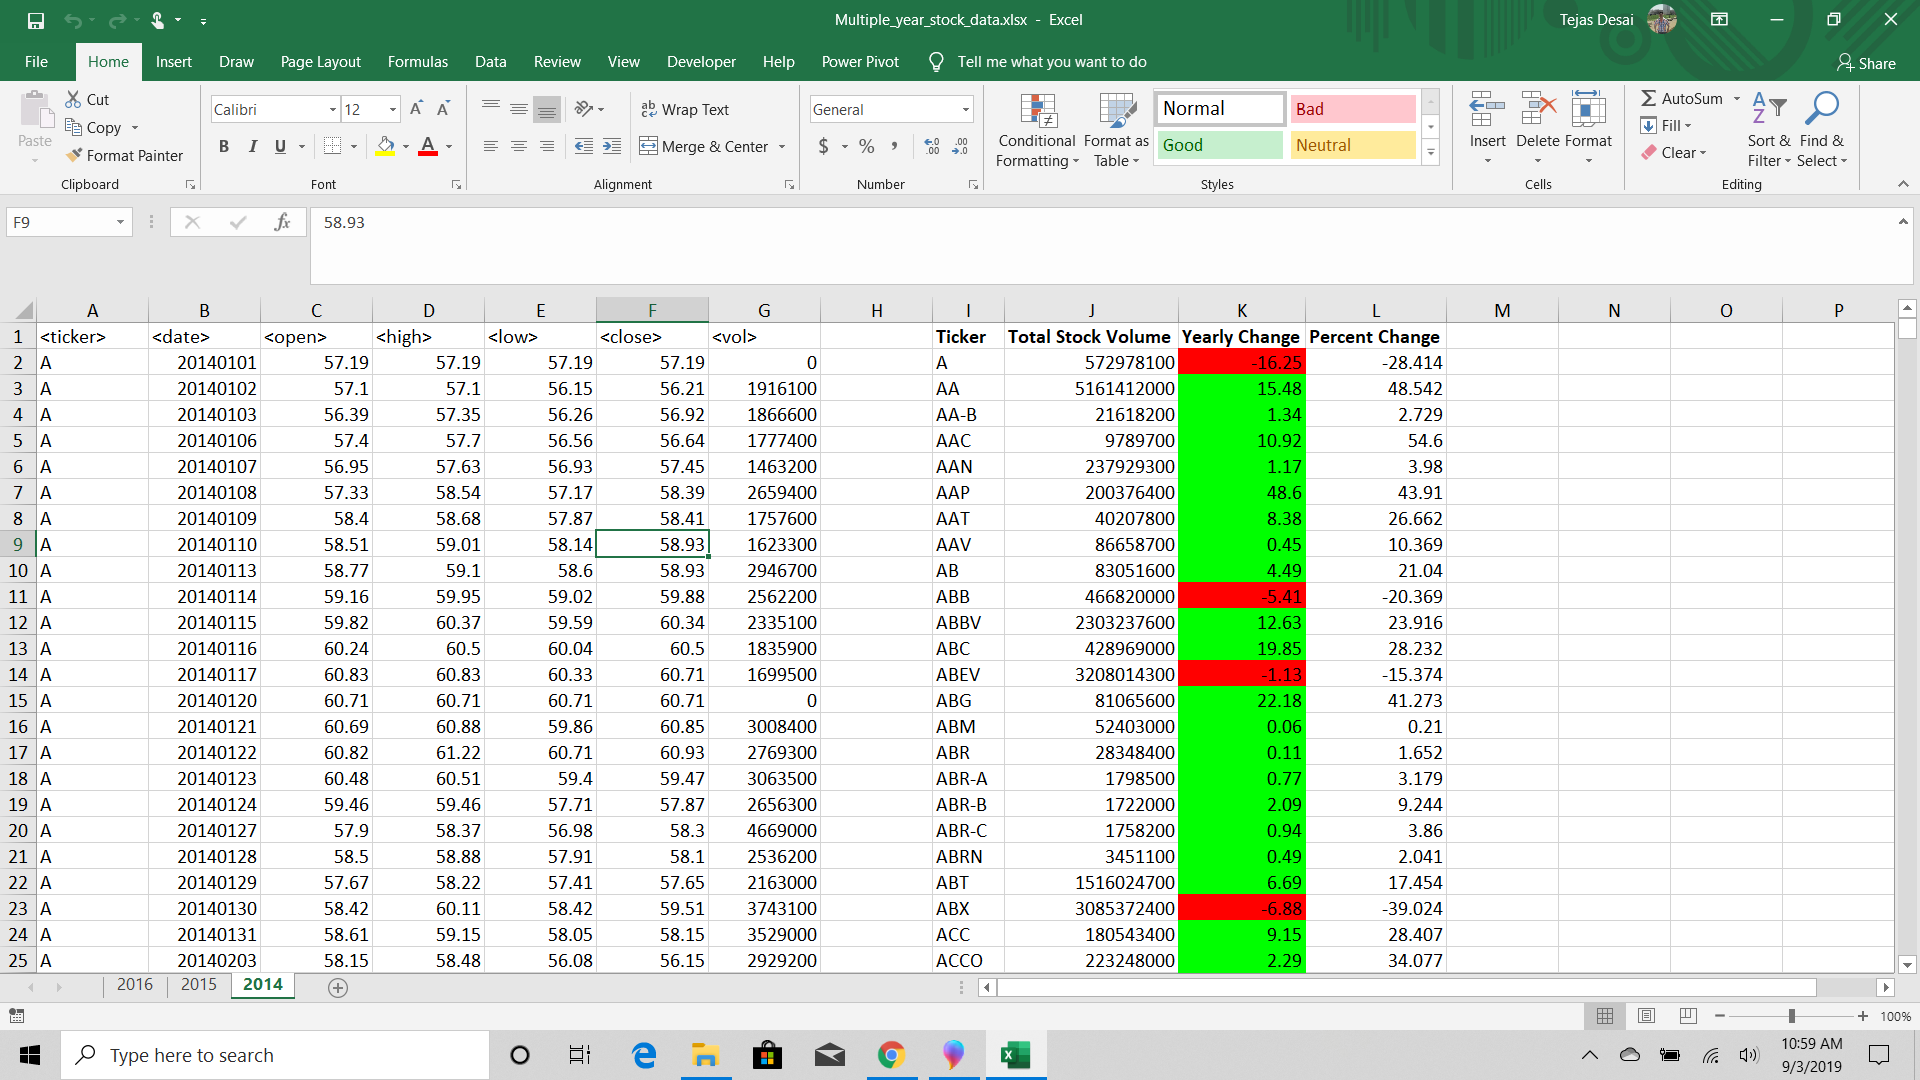 Multiple_year_stock_data.xlsx - Excel
Tejas Desai
File Home Insert Draw Page Layout Formulas Data Review View Developer Help Power Pivot Tell me what you want to do Share
Paste
Cut
Copy
Format Painter
Clipboard
Calibri 12
B I U
Font
Wrap Text
Merge & Center
Alignment
General
$ %
Number
Conditional Formatting
Format as Table
Normal Bad
Good Neutral
Styles
Insert Delete Format
Cells
AutoSum
Fill
Clear
Sort & Filter
Find & Select
Editing
F9 fx 58.93
A B C D E F G H I J K L M N O P
1 <ticker> <date> <open> <high> <low> <close> <vol> Ticker Total Stock Volume Yearly Change Percent Change
2 A 20140101 57.19 57.19 57.19 57.19 0 A 572978100 -16.25 -28.414
3 A 20140102 57.1 57.1 56.15 56.21 1916100 AA 5161412000 15.48 48.542
4 A 20140103 56.39 57.35 56.26 56.92 1866600 AA-B 21618200 1.34 2.729
5 A 20140106 57.4 57.7 56.56 56.64 1777400 AAC 9789700 10.92 54.6
6 A 20140107 56.95 57.63 56.93 57.45 1463200 AAN 237929300 1.17 3.98
7 A 20140108 57.33 58.54 57.17 58.39 2659400 AAP 200376400 48.6 43.91
8 A 20140109 58.4 58.68 57.87 58.41 1757600 AAT 40207800 8.38 26.662
9 A 20140110 58.51 59.01 58.14 58.93 1623300 AAV 86658700 0.45 10.369
10 A 20140113 58.77 59.1 58.6 58.93 2946700 AB 83051600 4.49 21.04
11 A 20140114 59.16 59.95 59.02 59.88 2562200 ABB 466820000 -5.41 -20.369
12 A 20140115 59.82 60.37 59.59 60.34 2335100 ABBV 2303237600 12.63 23.916
13 A 20140116 60.24 60.5 60.04 60.5 1835900 ABC 428969000 19.85 28.232
14 A 20140117 60.83 60.83 60.33 60.71 1699500 ABEV 3208014300 -1.13 -15.374
15 A 20140120 60.71 60.71 60.71 60.71 0 ABG 81065600 22.18 41.273
16 A 20140121 60.69 60.88 59.86 60.85 3008400 ABM 52403000 0.06 0.21
17 A 20140122 60.82 61.22 60.71 60.93 2769300 ABR 28348400 0.11 1.652
18 A 20140123 60.48 60.51 59.4 59.47 3063500 ABR-A 1798500 0.77 3.179
19 A 20140124 59.46 59.46 57.71 57.87 2656300 ABR-B 1722000 2.09 9.244
20 A 20140127 57.9 58.37 56.98 58.3 4669000 ABR-C 1758200 0.94 3.86
21 A 20140128 58.5 58.88 57.91 58.1 2536200 ABRN 3451100 0.49 2.041
22 A 20140129 57.67 58.22 57.41 57.65 2163000 ABT 1516024700 6.69 17.454
23 A 20140130 58.42 60.11 58.42 59.51 3743100 ABX 3085372400 -6.88 -39.024
24 A 20140131 58.61 59.15 58.05 58.15 3529000 ACC 180543400 9.15 28.407
25 A 20140203 58.15 58.48 56.08 56.15 2929200 ACCO 223248000 2.29 34.077
2016 2015 2014
100%
Type here to search
10:59 AM
9/3/2019